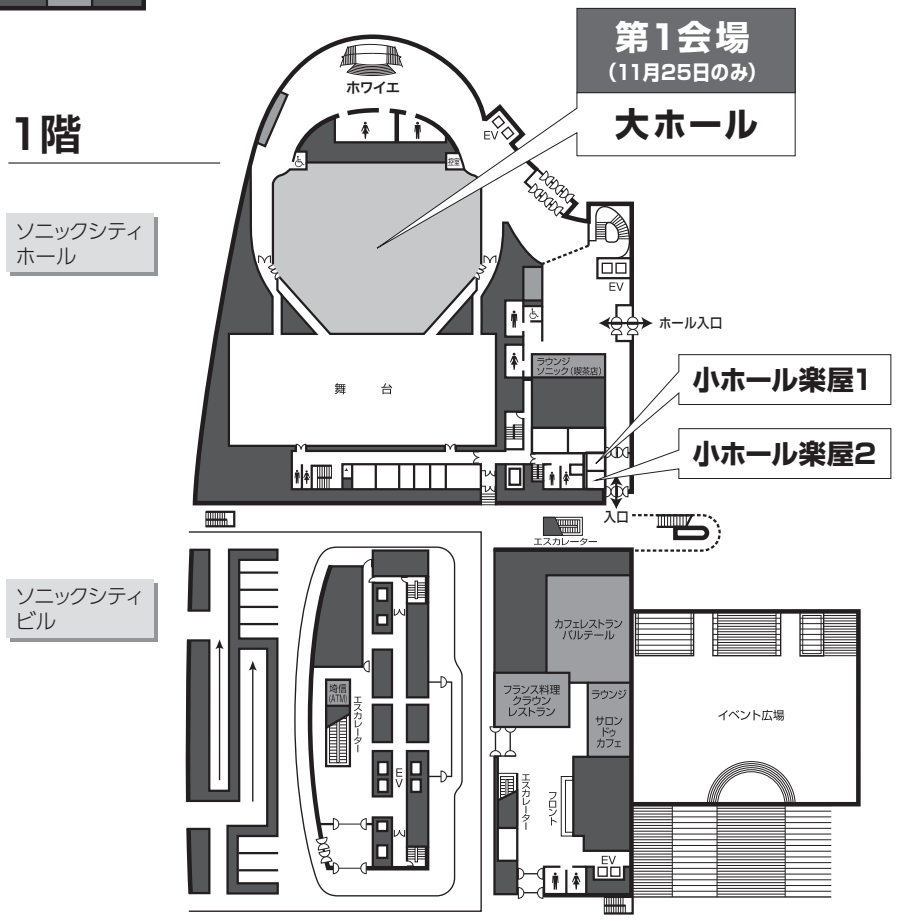 第1会場
(11月25日のみ)
大ホール
1階
ホワイエ
EV
控室
ソニックシティ
ホール
EV
ホール入口
ラウンジ
ソニック(喫茶店)
小ホール楽屋1
舞 台
小ホール楽屋2
入口
エスカレーター
ソニックシティ
ビル
カフェレストラン
パルテール
埼信
(ATM)
エスカレーター
フランス料理
クラウン
レストラン
ラウンジ
サロン
ドゥ
カフェ
イベント広場
EV
エスカレーター
フロント
EV